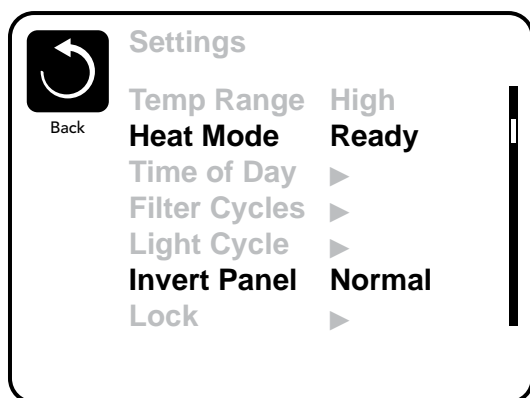 Settings
Back
Temp Range High
Heat Mode Ready
Time of Day ▶
Filter Cycles ▶
Light Cycle ▶
Invert Panel Normal
Lock ▶